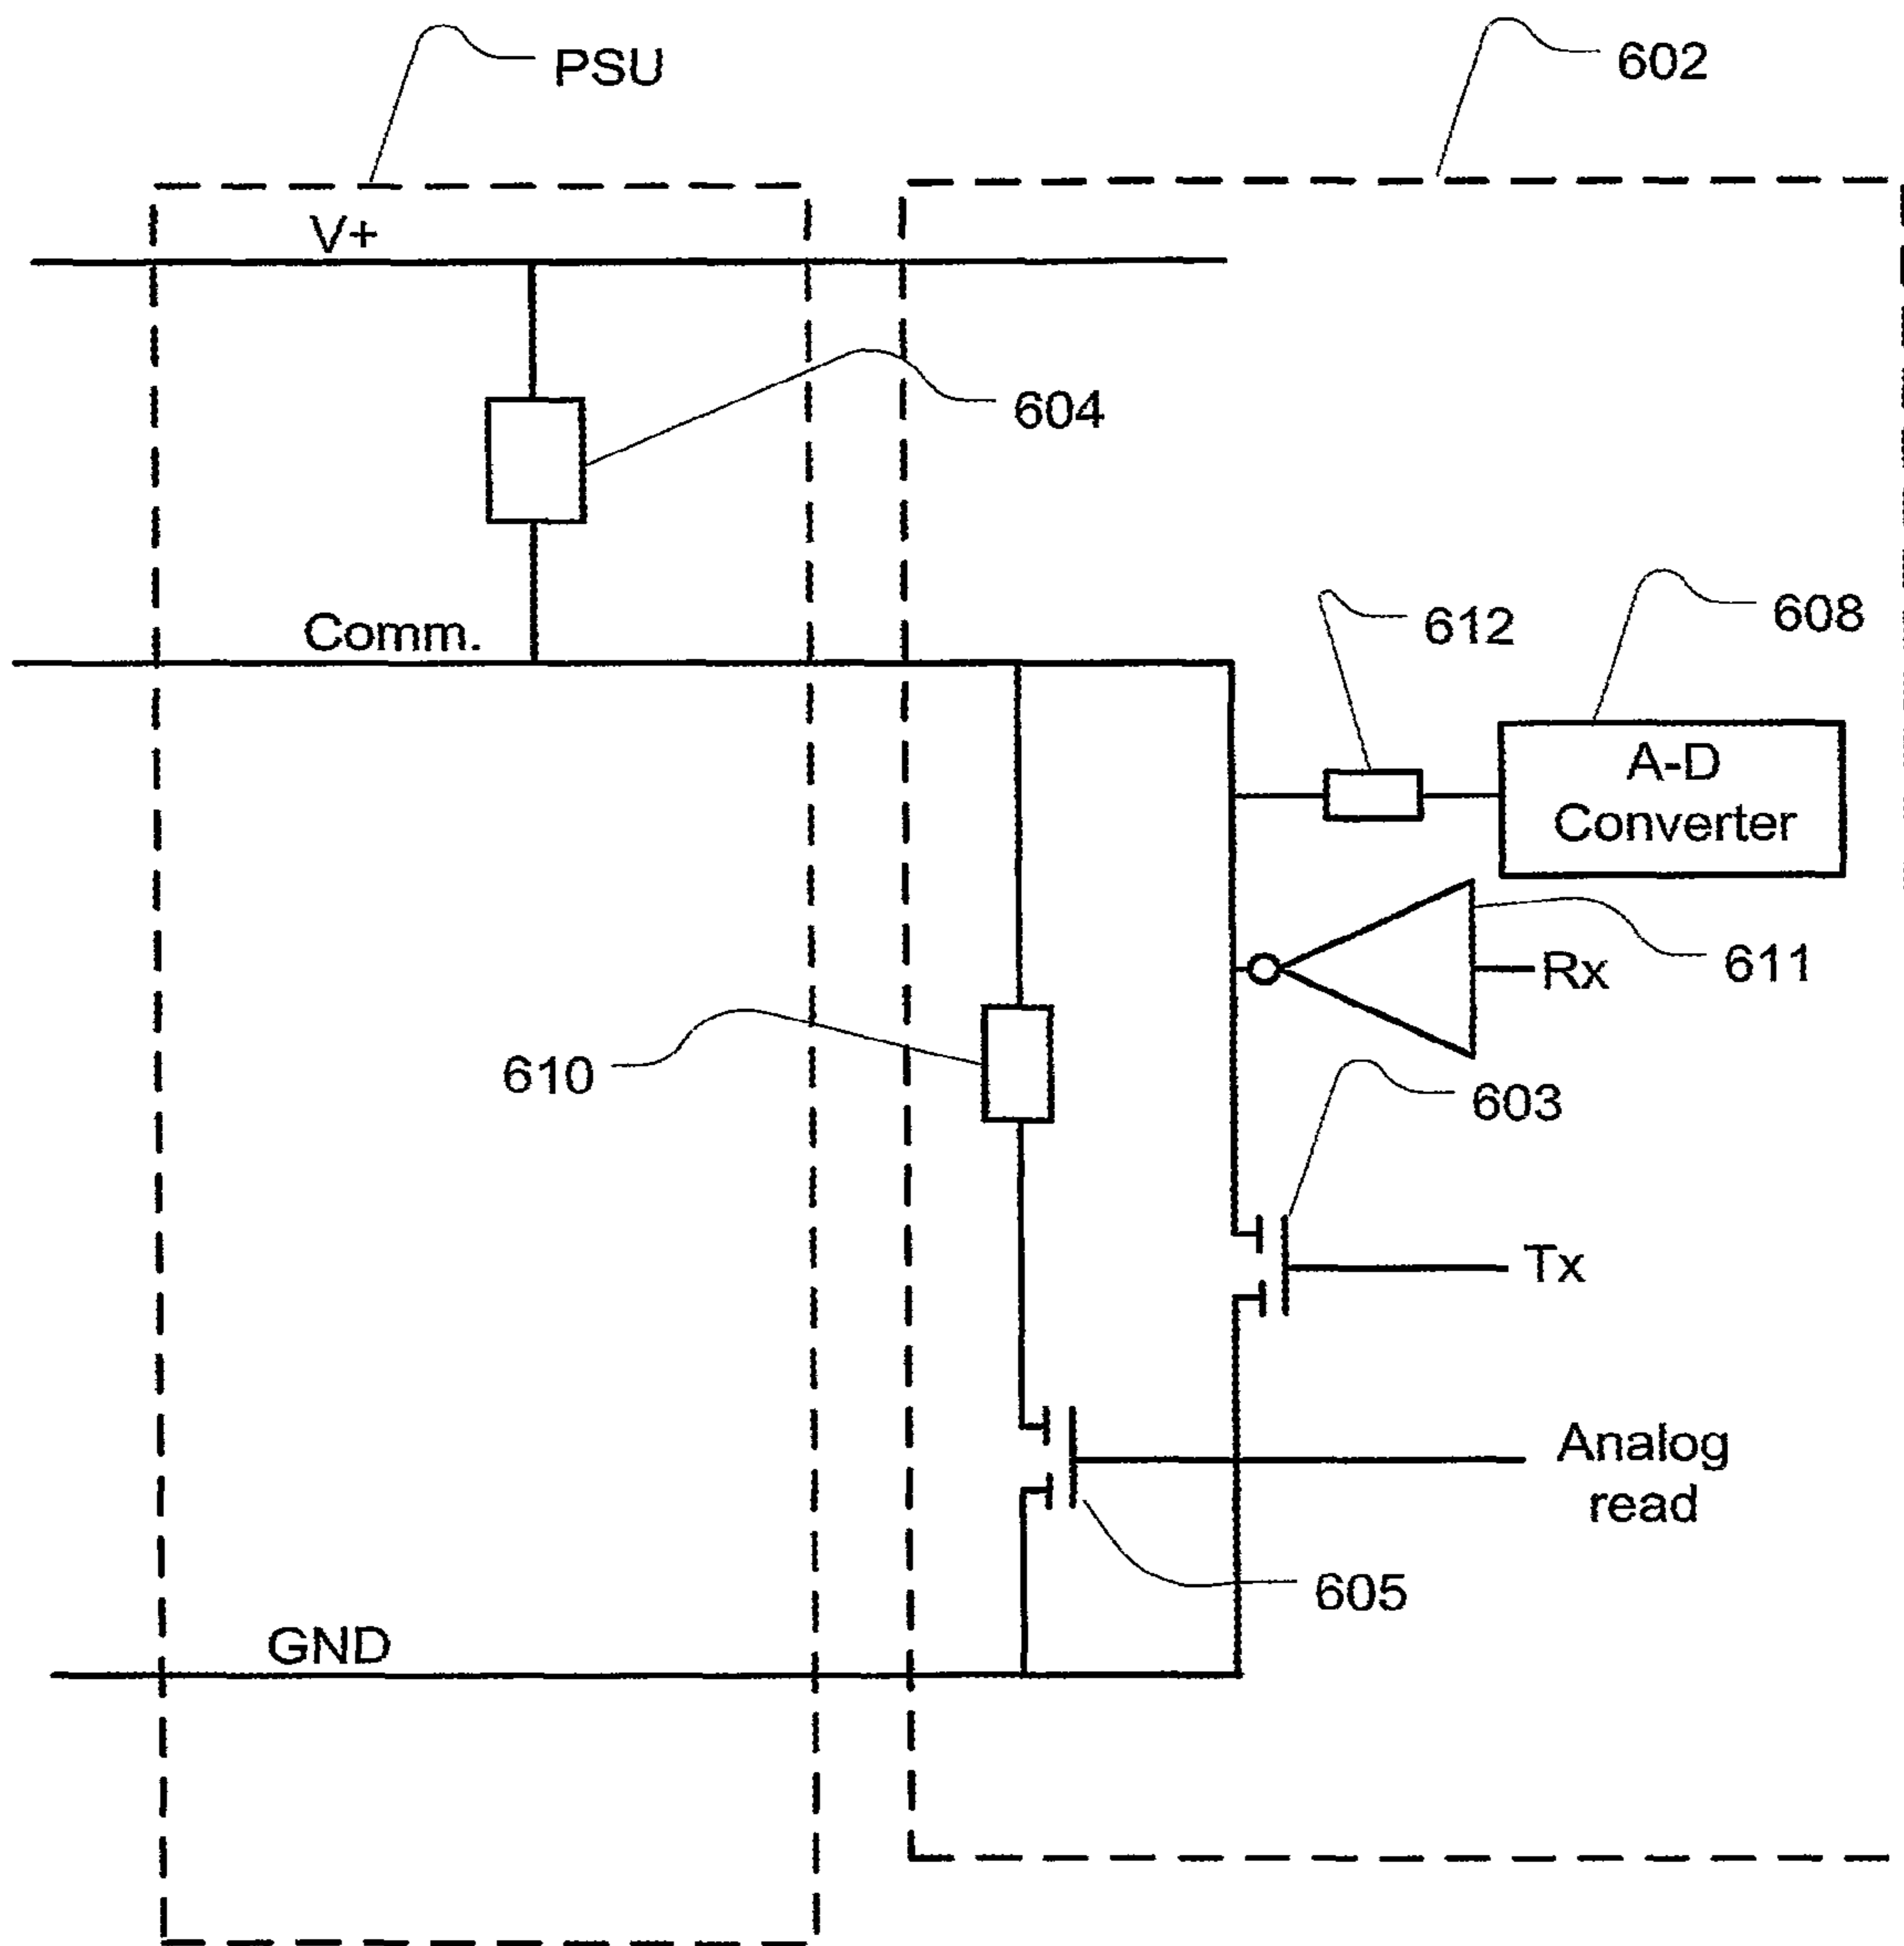 PSU
602
V+
604
Comm.
612
608
A-D
Converter
611
Rx
610
603
Tx
Analog
read
605
GND